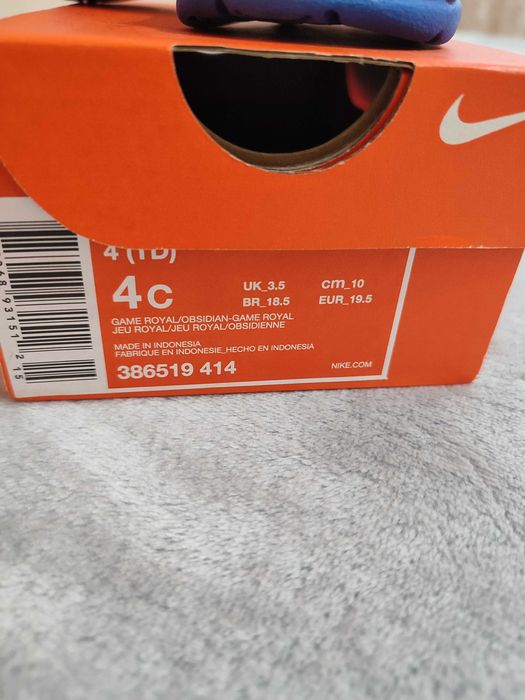 4 (TD)
4C
UK_3.5 cm_10
BR_18.5 EUR_19.5
GAME ROYAL/OBSIDIAN-GAME ROYAL
JEU ROYAL/JEU ROYAL/OBSIDIENNE
MADE IN INDONESIA
FABRIQUE EN INDONESIE_HECHO EN INDONESIA
386519 414
NIKE.COM